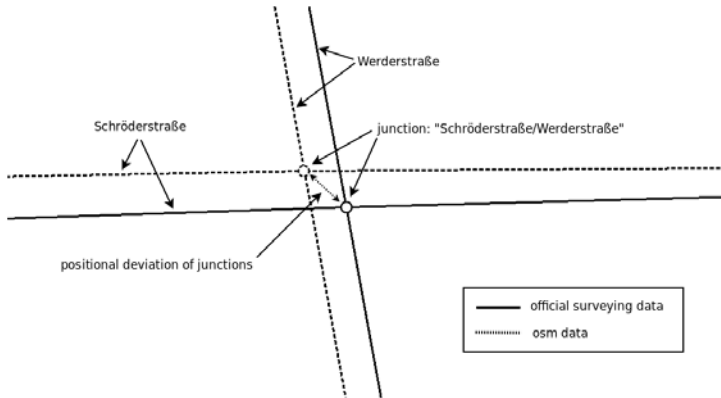 Werderstraße
Schröderstraße
junction: "Schröderstraße/Werderstraße"
positional deviation of junctions
official surveying data
osm data